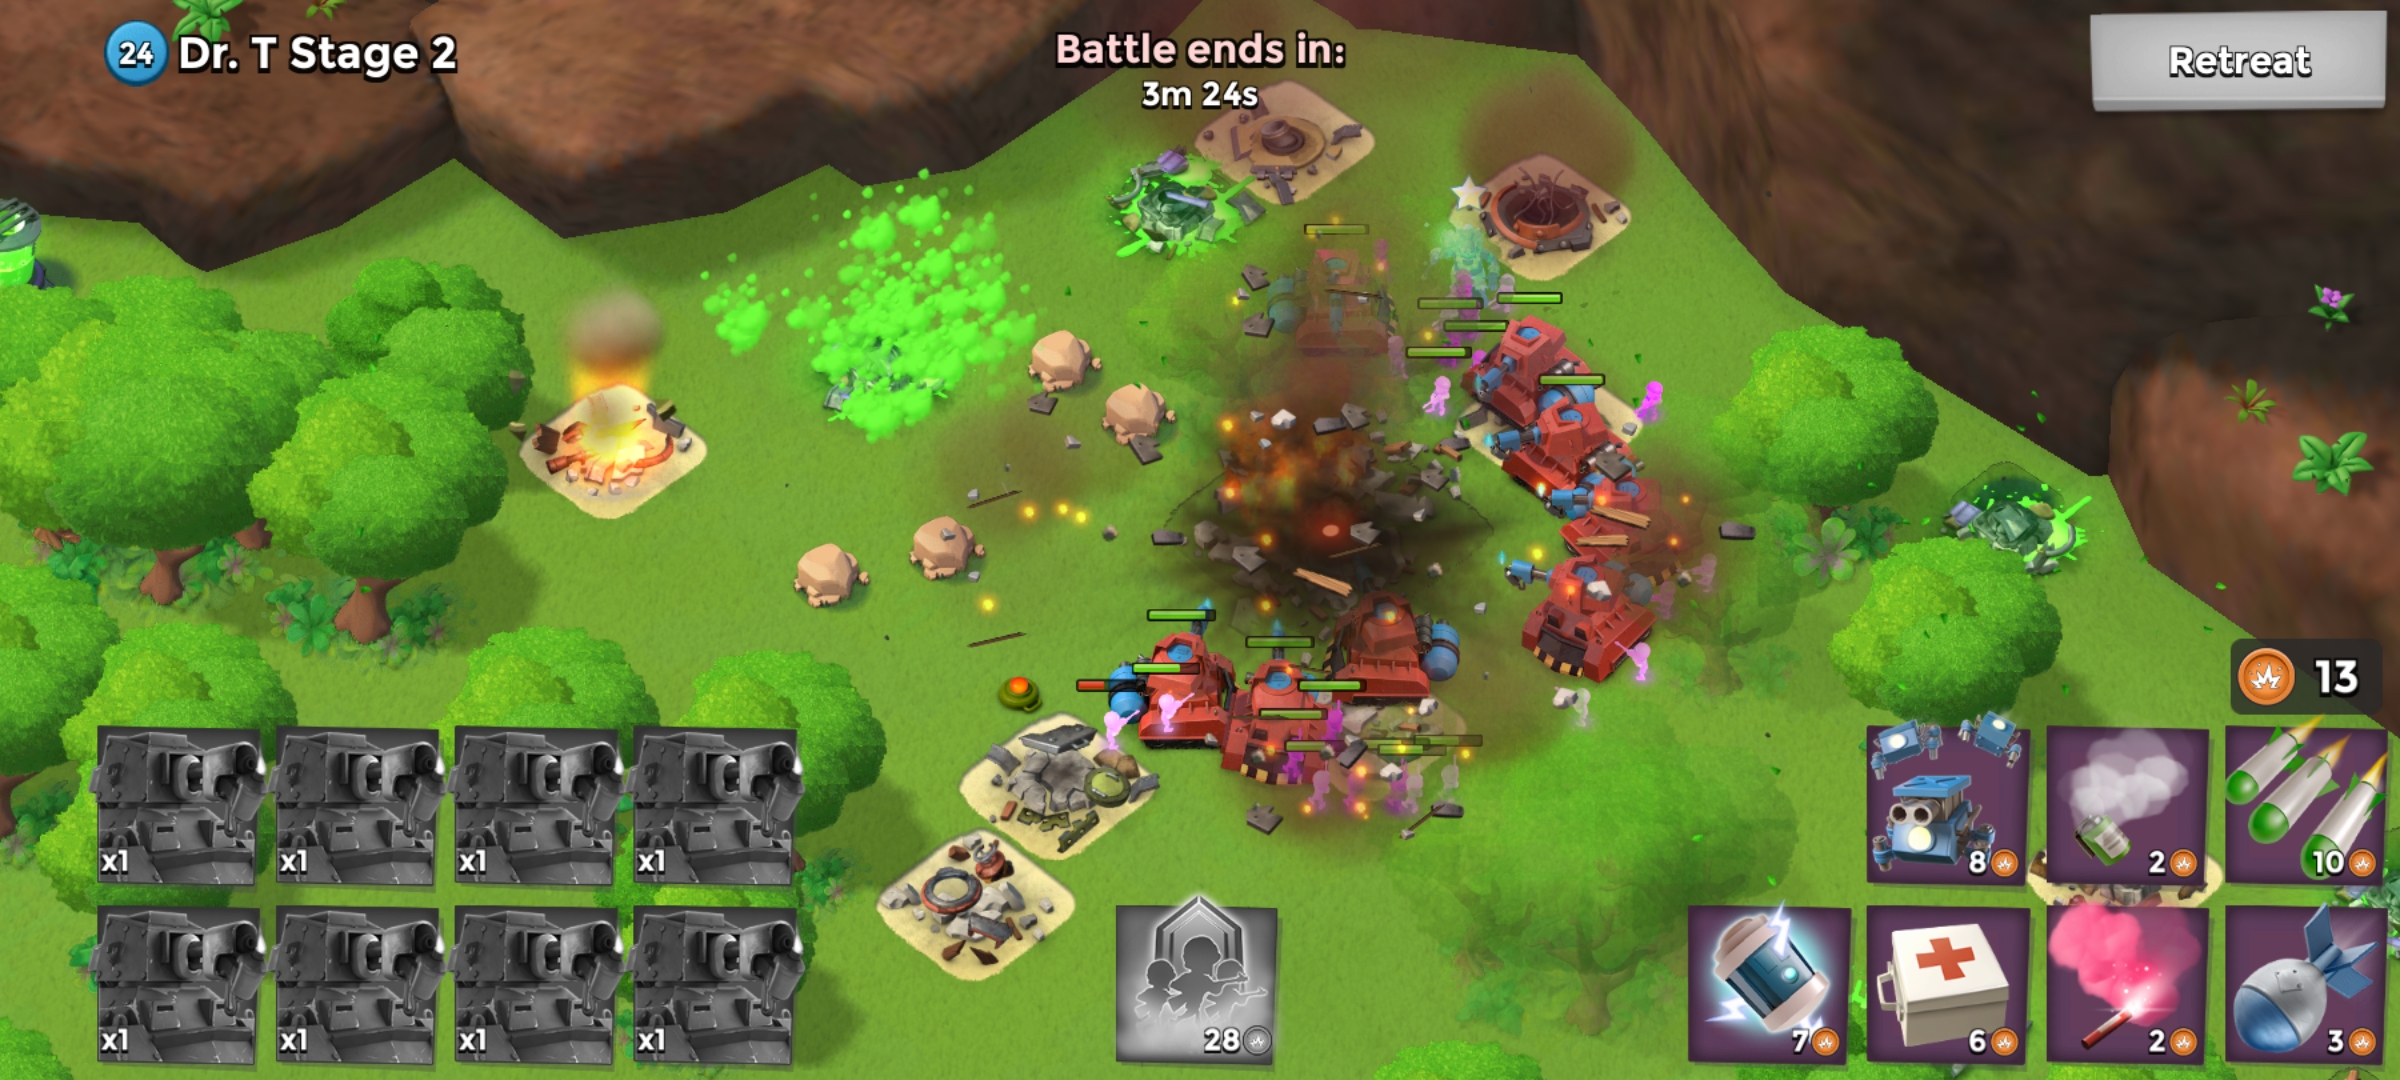 24 Dr. T Stage 2
Battle ends in:
3m 24s
Retreat
13
x1 x1 x1 x1
8 2 10
x1 x1 x1 x1
28
7 6 2 3